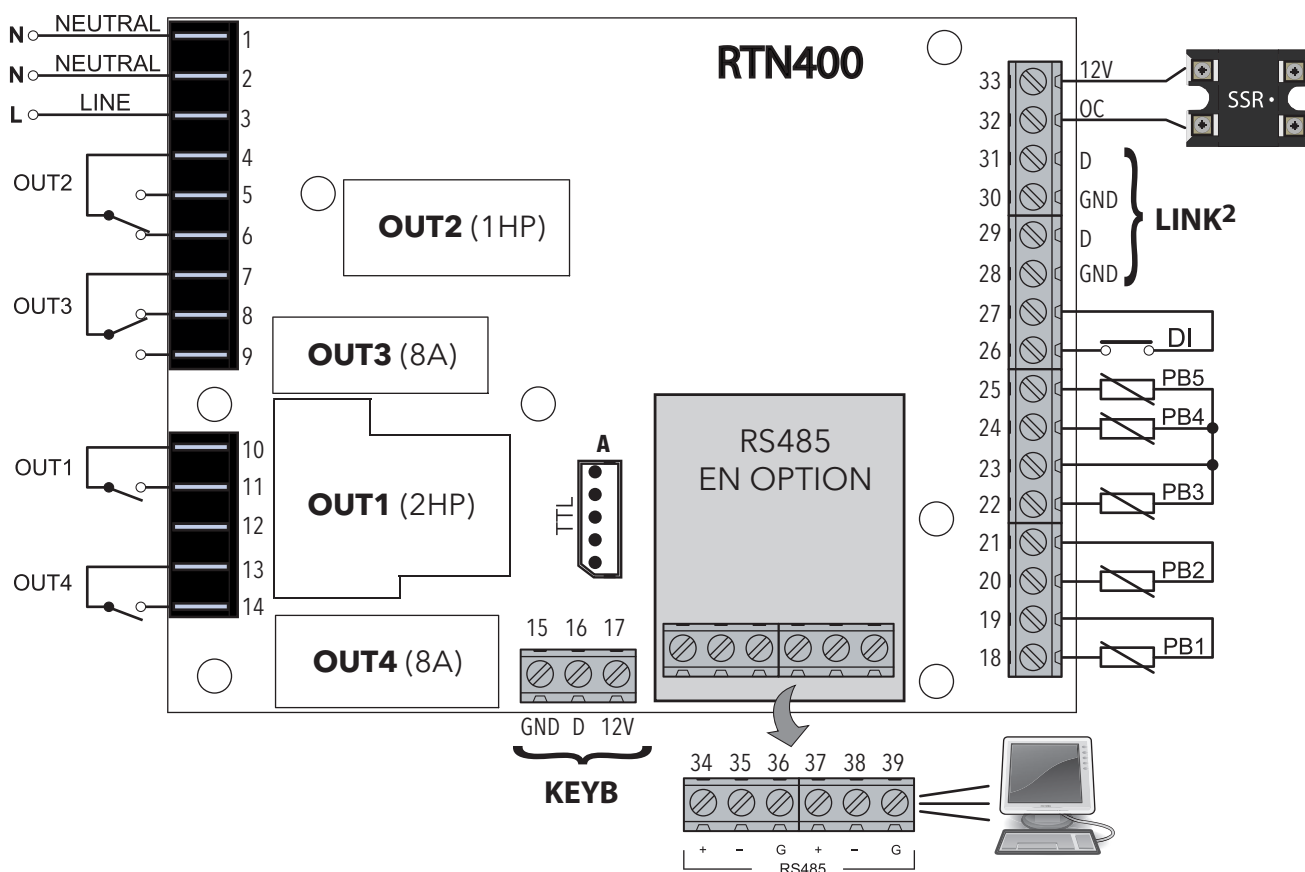 RTN400
N NEUTRAL 1
N NEUTRAL 2
L LINE 3
4
OUT2 5
6
7
OUT3 8
9
10
OUT1 11
12
13
OUT4 14
OUT2 (1HP)
OUT3 (8A)
OUT1 (2HP)
OUT4 (8A)
A
TTL
RS485
EN OPTION
15 16 17
GND D 12V
KEYB
33 12V
32 OC
SSR
31 D
30 GND
29 D
28 GND
LINK²
27
26 DI
25 PB5
24 PB4
23
22 PB3
21
20 PB2
19
18 PB1
34 35 36 37 38 39
+ – G + – G
RS485